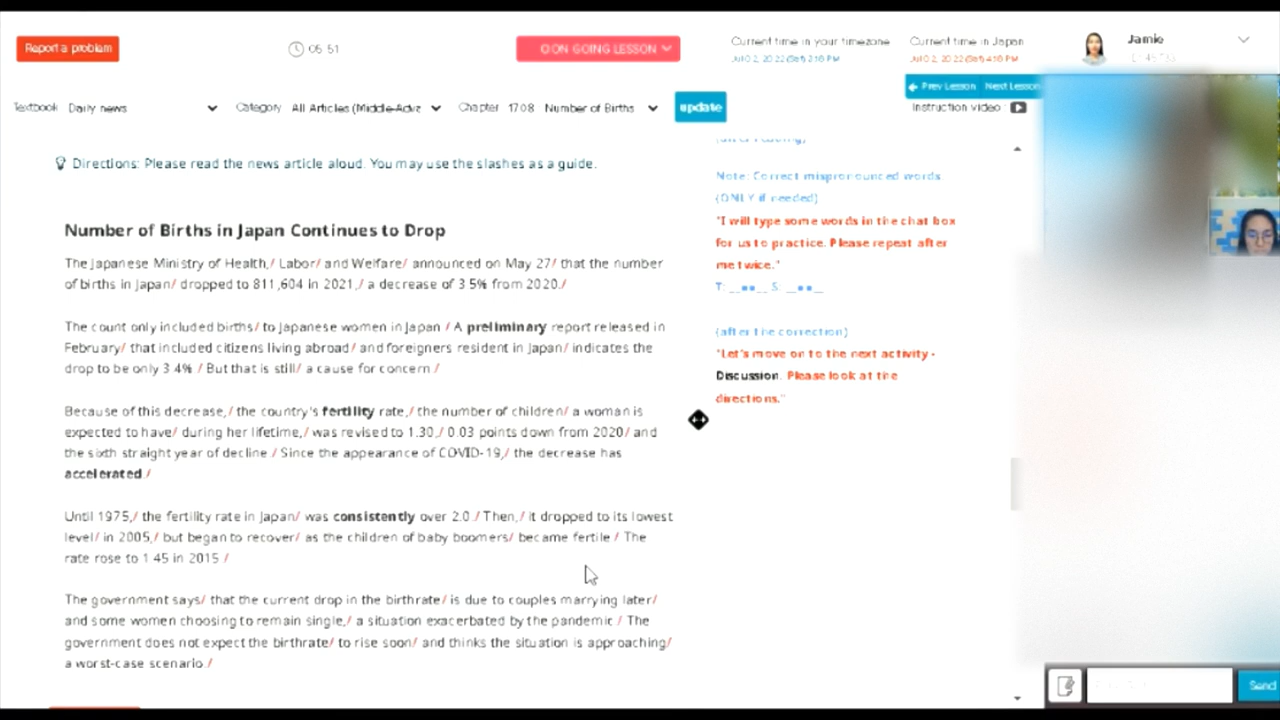 Report a problem
05 51
ON GOING LESSON
Current time in your timezone
Current time in Japan
Jamie
Prev Lesson Next Lesson
Textbook Daily news
Category All Articles (Middle-Adva
Chapter 1708 Number of Births
update
Instruction video
Directions: Please read the news article aloud. You may use the slashes as a guide.
Number of Births in Japan Continues to Drop
The Japanese Ministry of Health,/ Labor/ and Welfare/ announced on May 27/ that the number
of births in Japan/ dropped to 811,604 in 2021,/ a decrease of 3.5% from 2020./
The count only included births/ to Japanese women in Japan./ A preliminary report released in
February/ that included citizens living abroad/ and foreigners resident in Japan/ indicates the
drop to be only 3.4%./ But that is still/ a cause for concern./
Because of this decrease,/ the country's fertility rate,/ the number of children/ a woman is
expected to have/ during her lifetime,/ was revised to 1.30,/ 0.03 points down from 2020/ and
the sixth straight year of decline./ Since the appearance of COVID-19,/ the decrease has
accelerated./
Until 1975,/ the fertility rate in Japan/ was consistently over 2.0./ Then,/ it dropped to its lowest
level/ in 2005,/ but began to recover/ as the children of baby boomers/ became fertile./ The
rate rose to 1.45 in 2015./
The government says/ that the current drop in the birthrate/ is due to couples marrying later/
and some women choosing to remain single,/ a situation exacerbated by the pandemic./ The
government does not expect the birthrate/ to rise soon/ and thinks the situation is approaching/
a worst-case scenario./
(after reading)
Note: Correct mispronounced words
(ONLY if needed)
"I will type some words in the chat box
for us to practice. Please repeat after
me twice."
T: __●●__ S: __●●__
(after the correction)
"Let's move on to the next activity -
Discussion. Please look at the
directions."
Send